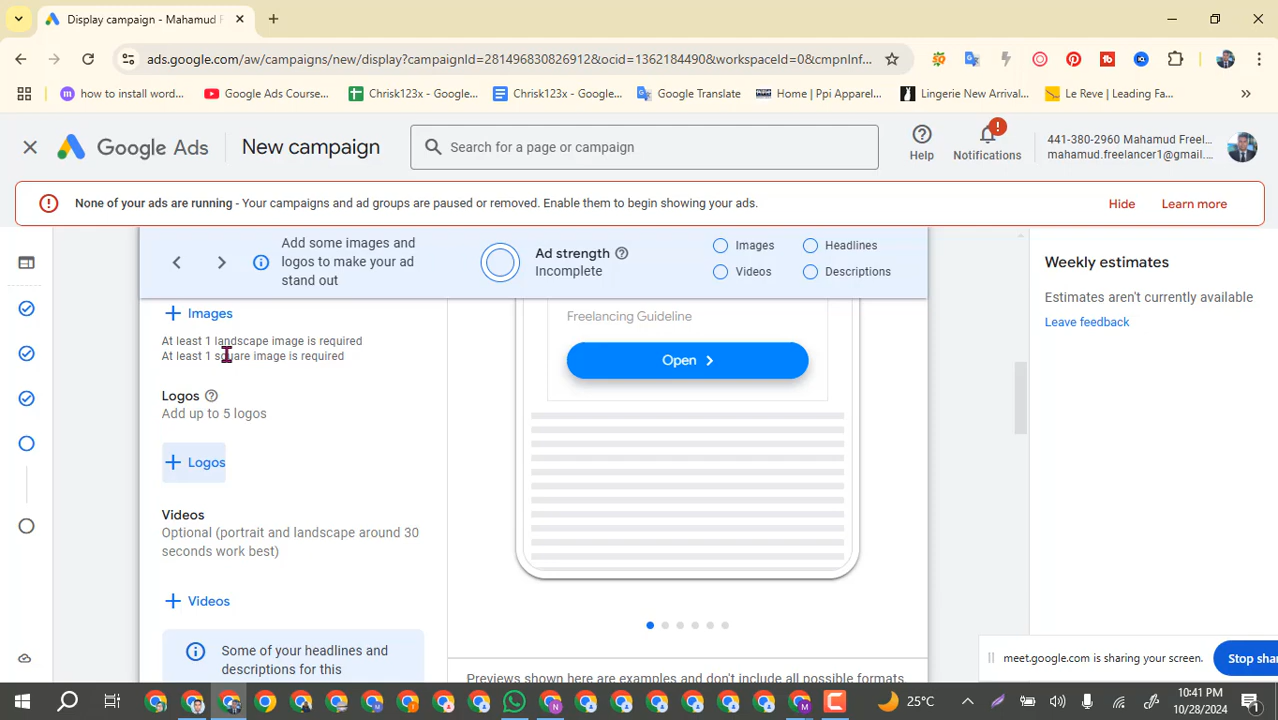 Display campaign - Mahamud F
ads.google.com/aw/campaigns/new/display?campaignId=281496830826912&ocid=1362184490&workspaceId=0&cmpnInf...
how to install word...
Google Ads Course...
Chrisk123x - Google...
Chrisk123x - Google...
Google Translate
Home | Ppi Apparel...
Lingerie New Arrival...
Le Reve | Leading Fa...
Google Ads
New campaign
Search for a page or campaign
Help
Notifications
441-380-2960 Mahamud Freel...
mahamud.freelancer1@gmail....
None of your ads are running - Your campaigns and ad groups are paused or removed. Enable them to begin showing your ads.
Hide
Learn more
Add some images and
logos to make your ad
stand out
Ad strength
Incomplete
Images
Headlines
Videos
Descriptions
Weekly estimates
Estimates aren't currently available
Leave feedback
+ Images
At least 1 landscape image is required
At least 1 square image is required
Logos
Add up to 5 logos
+ Logos
Videos
Optional (portrait and landscape around 30
seconds work best)
+ Videos
Some of your headlines and
descriptions for this
Freelancing Guideline
Open
Previews shown here are examples and don't include all possible formats
meet.google.com is sharing your screen.
Stop sha
25°C
10:41 PM
10/28/2024